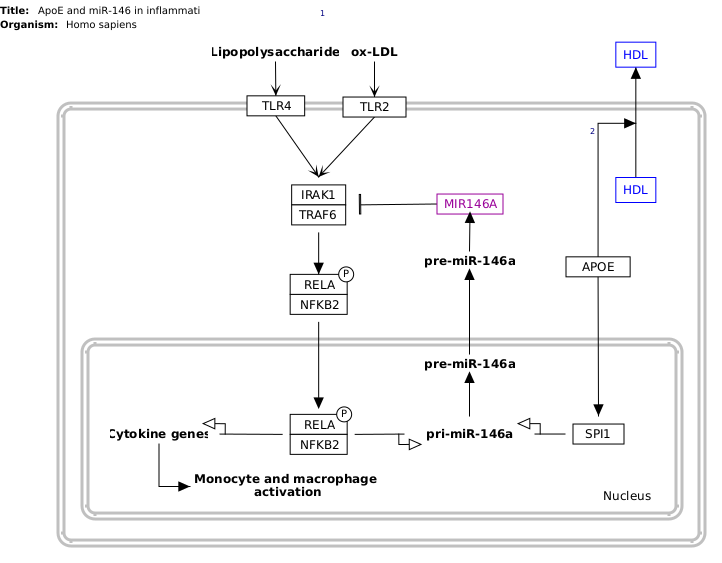 Title: ApoE and miR-146 in inflammati
1
Organism: Homo sapiens
Lipopolysaccharide ox-LDL
HDL
TLR4 TLR2
2
IRAK1
TRAF6
MIR146A
HDL
pre-miR-146a
APOE
P
RELA
NFKB2
pre-miR-146a
P
RELA
NFKB2
Cytokine genes
pri-miR-146a
SPI1
Monocyte and macrophage
activation
Nucleus